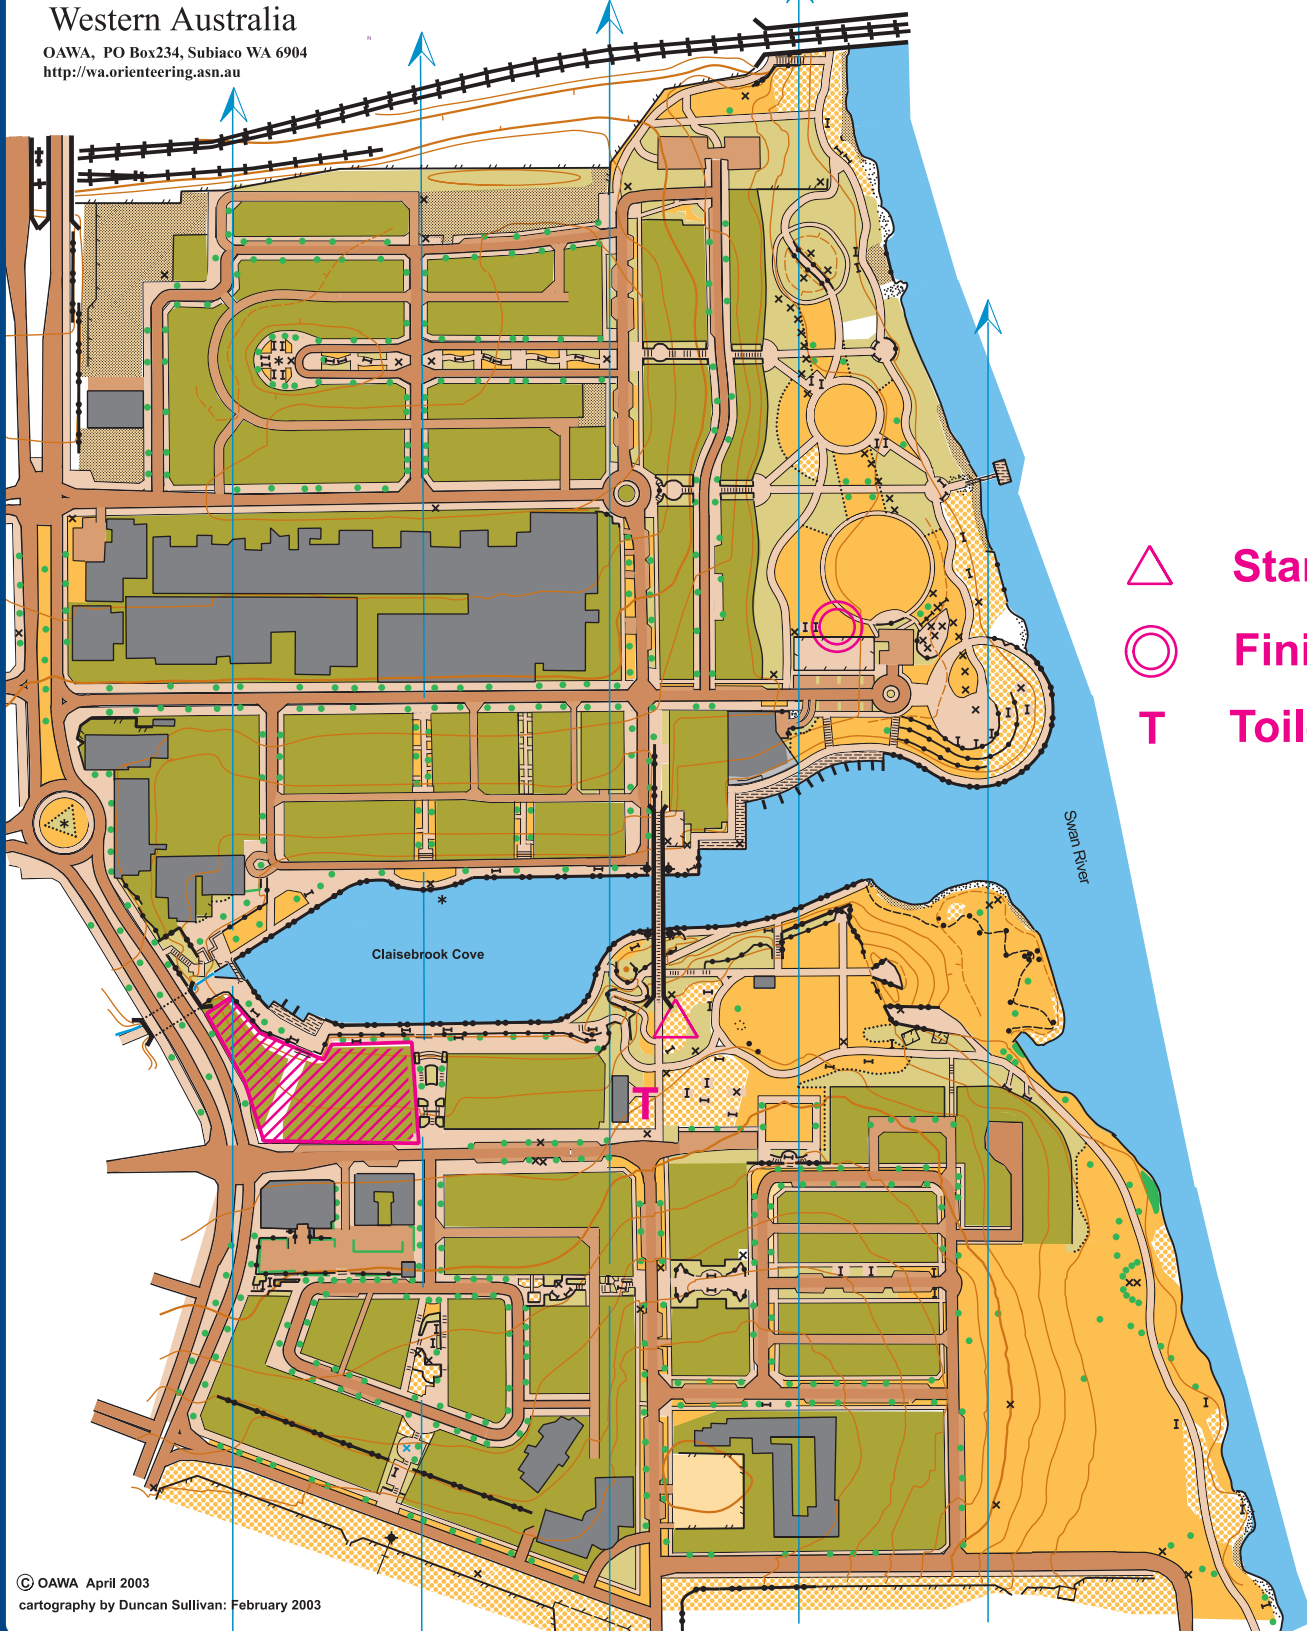 Western Australia
OAWA, PO Box234, Subiaco WA 6904
http://wa.orienteering.asn.au
N
T
Swan River
Claisebrook Cove
T
© OAWA April 2003
cartography by Duncan Sullivan: February 2003